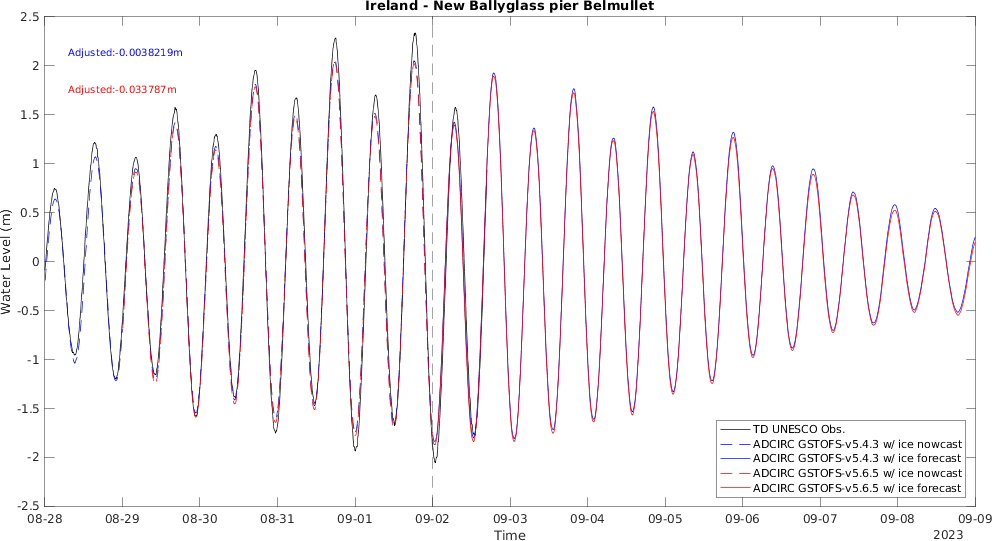 Ireland - New Ballyglass pier Belmullet
2.5
2
1.5
1
0.5
0
-0.5
-1
-1.5
-2
-2.5
Water Level (m)
Adjusted:-0.0038219m
Adjusted:-0.033787m
TD UNESCO Obs.
ADCIRC GSTOFS-v5.4.3 w/ ice nowcast
ADCIRC GSTOFS-v5.4.3 w/ ice forecast
ADCIRC GSTOFS-v5.6.5 w/ ice nowcast
ADCIRC GSTOFS-v5.6.5 w/ ice forecast
08-28 08-29 08-30 08-31 09-01 09-02 09-03 09-04 09-05 09-06 09-07 09-08 09-09
Time
2023